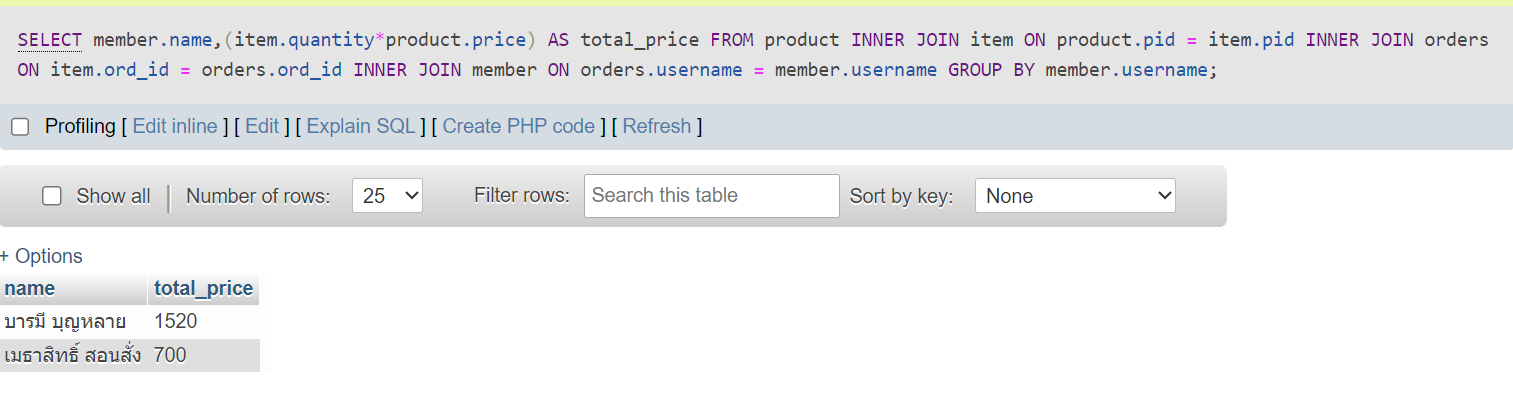 SELECT member.name,(item.quantity*product.price) AS total_price FROM product INNER JOIN item ON product.pid = item.pid INNER JOIN orders
ON item.ord_id = orders.ord_id INNER JOIN member ON orders.username = member.username GROUP BY member.username;
Profiling [ Edit inline ] [ Edit ] [ Explain SQL ] [ Create PHP code ] [ Refresh ]
Show all | Number of rows: 25 Filter rows: Search this table Sort by key: None
+ Options
name total_price
บารมี บุญหลาย 1520
เมธาสิทธิ์ สอนสั่ง 700